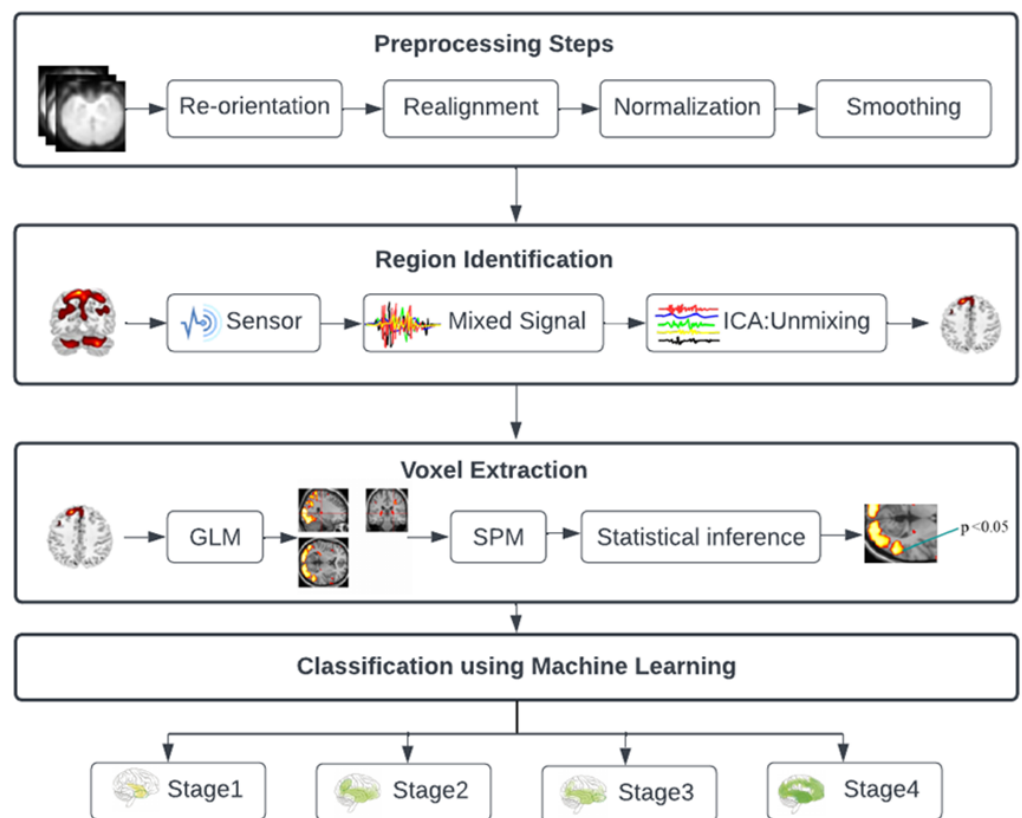 Preprocessing Steps
Re-orientation
Realignment
Normalization
Smoothing
Region Identification
Sensor
Mixed Signal
ICA:Unmixing
Voxel Extraction
GLM
SPM
Statistical inference
p<0.05
Classification using Machine Learning
Stage1
Stage2
Stage3
Stage4